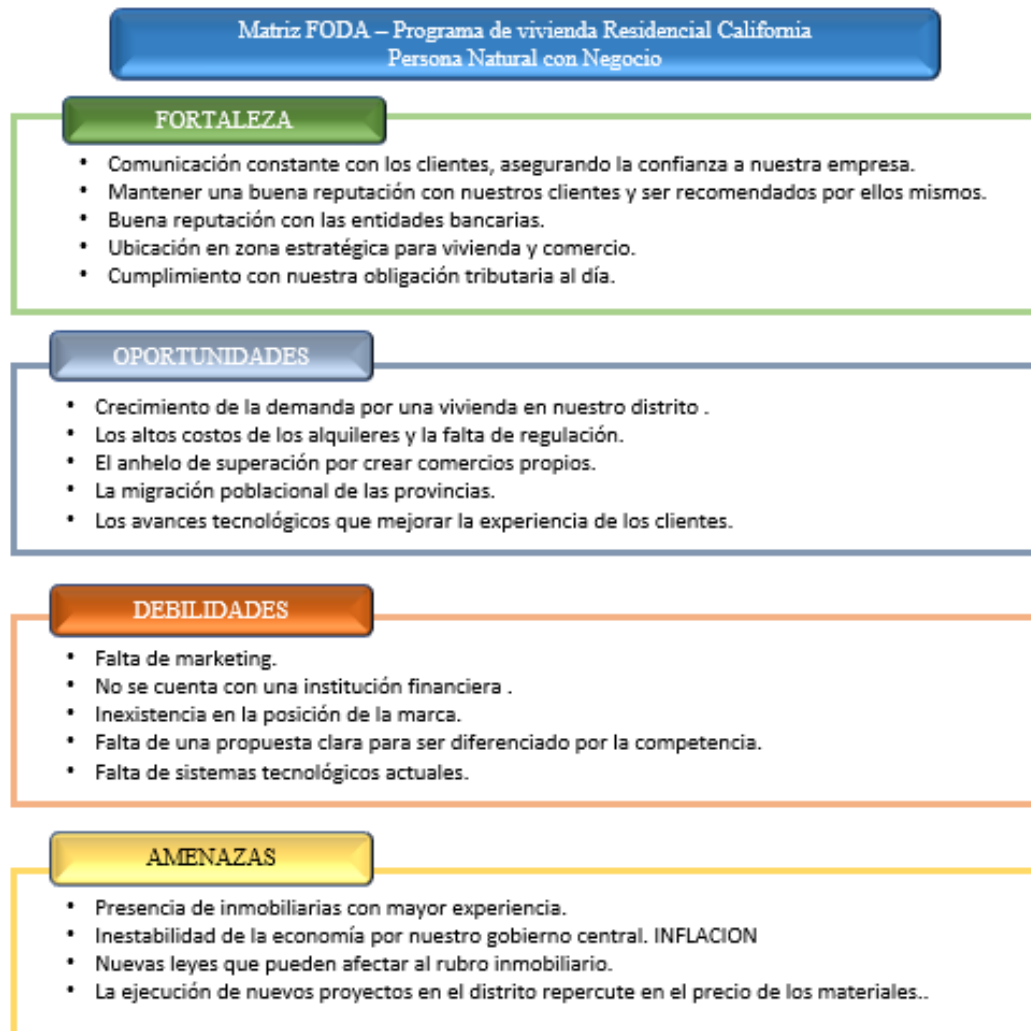 Matriz FODA – Programa de vivienda Residencial California
Persona Natural con Negocio
FORTALEZA
• Comunicación constante con los clientes, asegurando la confianza a nuestra empresa.
• Mantener una buena reputación con nuestros clientes y ser recomendados por ellos mismos.
• Buena reputación con las entidades bancarias.
• Ubicación en zona estratégica para vivienda y comercio.
• Cumplimiento con nuestra obligación tributaria al día.
OPORTUNIDADES
• Crecimiento de la demanda por una vivienda en nuestro distrito .
• Los altos costos de los alquileres y la falta de regulación.
• El anhelo de superación por crear comercios propios.
• La migración poblacional de las provincias.
• Los avances tecnológicos que mejorar la experiencia de los clientes.
DEBILIDADES
• Falta de marketing.
• No se cuenta con una institución financiera .
• Inexistencia en la posición de la marca.
• Falta de una propuesta clara para ser diferenciado por la competencia.
• Falta de sistemas tecnológicos actuales.
AMENAZAS
• Presencia de inmobiliarias con mayor experiencia.
• Inestabilidad de la economía por nuestro gobierno central. INFLACION
• Nuevas leyes que pueden afectar al rubro inmobiliario.
• La ejecución de nuevos proyectos en el distrito repercute en el precio de los materiales..